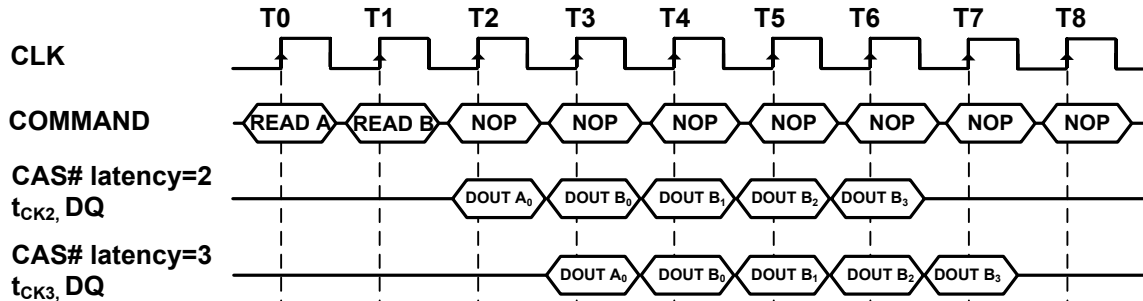 T0 T1 T2 T3 T4 T5 T6 T7 T8
CLK
COMMAND READ A READ B NOP NOP NOP NOP NOP NOP NOP
CAS# latency=2
tCK2, DQ DOUT A0 DOUT B0 DOUT B1 DOUT B2 DOUT B3
CAS# latency=3
tCK3, DQ DOUT A0 DOUT B0 DOUT B1 DOUT B2 DOUT B3